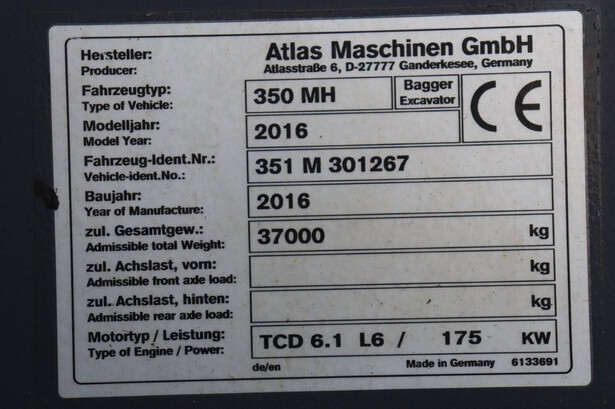 Hersteller: Atlas Maschinen GmbH
Producer: Atlasstraße 6, D-27777 Ganderkesee, Germany
Fahrzeugtyp: 350 MH Bagger
Type of Vehicle: Excavator CE
Modelljahr: 2016
Model Year:
Fahrzeug-Ident.Nr.: 351 M 301267
Vehicle-ident.No.:
Baujahr: 2016
Year of Manufacture:
zul. Gesamtgew.: 37000 kg
Admissible total Weight:
zul. Achslast, vorn: kg
Admissible front axle load:
zul. Achslast, hinten: kg
Admissible rear axle load:
Motortyp / Leistung: TCD 6.1 L6 / 175 KW
Type of Engine / Power:
de/en Made in Germany 6133691